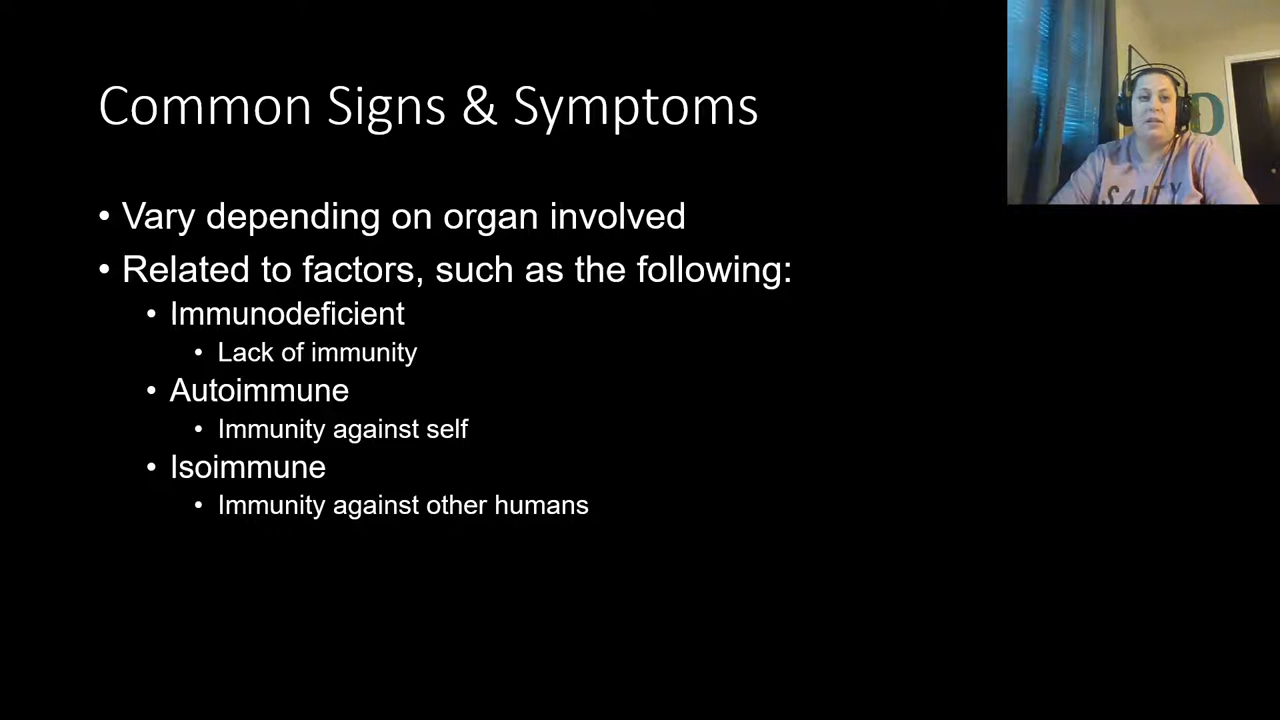 Common Signs & Symptoms
• Vary depending on organ involved
• Related to factors, such as the following:
• Immunodeficient
• Lack of immunity
• Autoimmune
• Immunity against self
• Isoimmune
• Immunity against other humans
SALTY